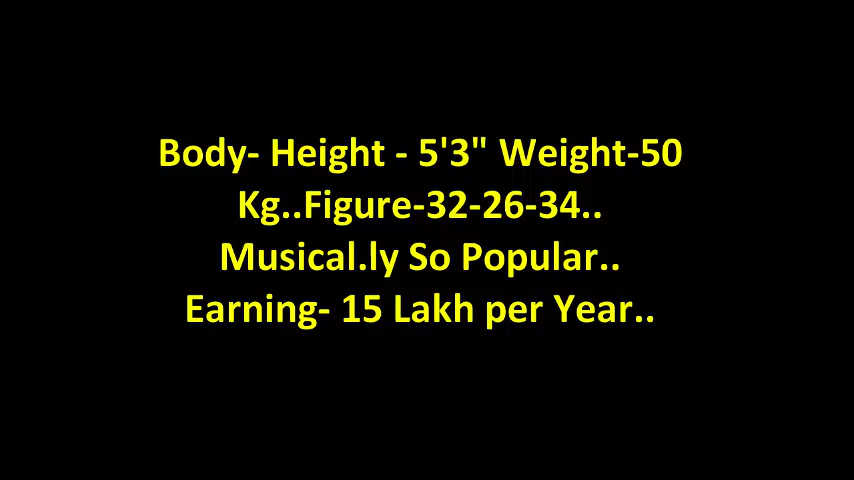 Body- Height - 5'3" Weight-50
Kg..Figure-32-26-34..
Musical.ly So Popular..
Earning- 15 Lakh per Year..